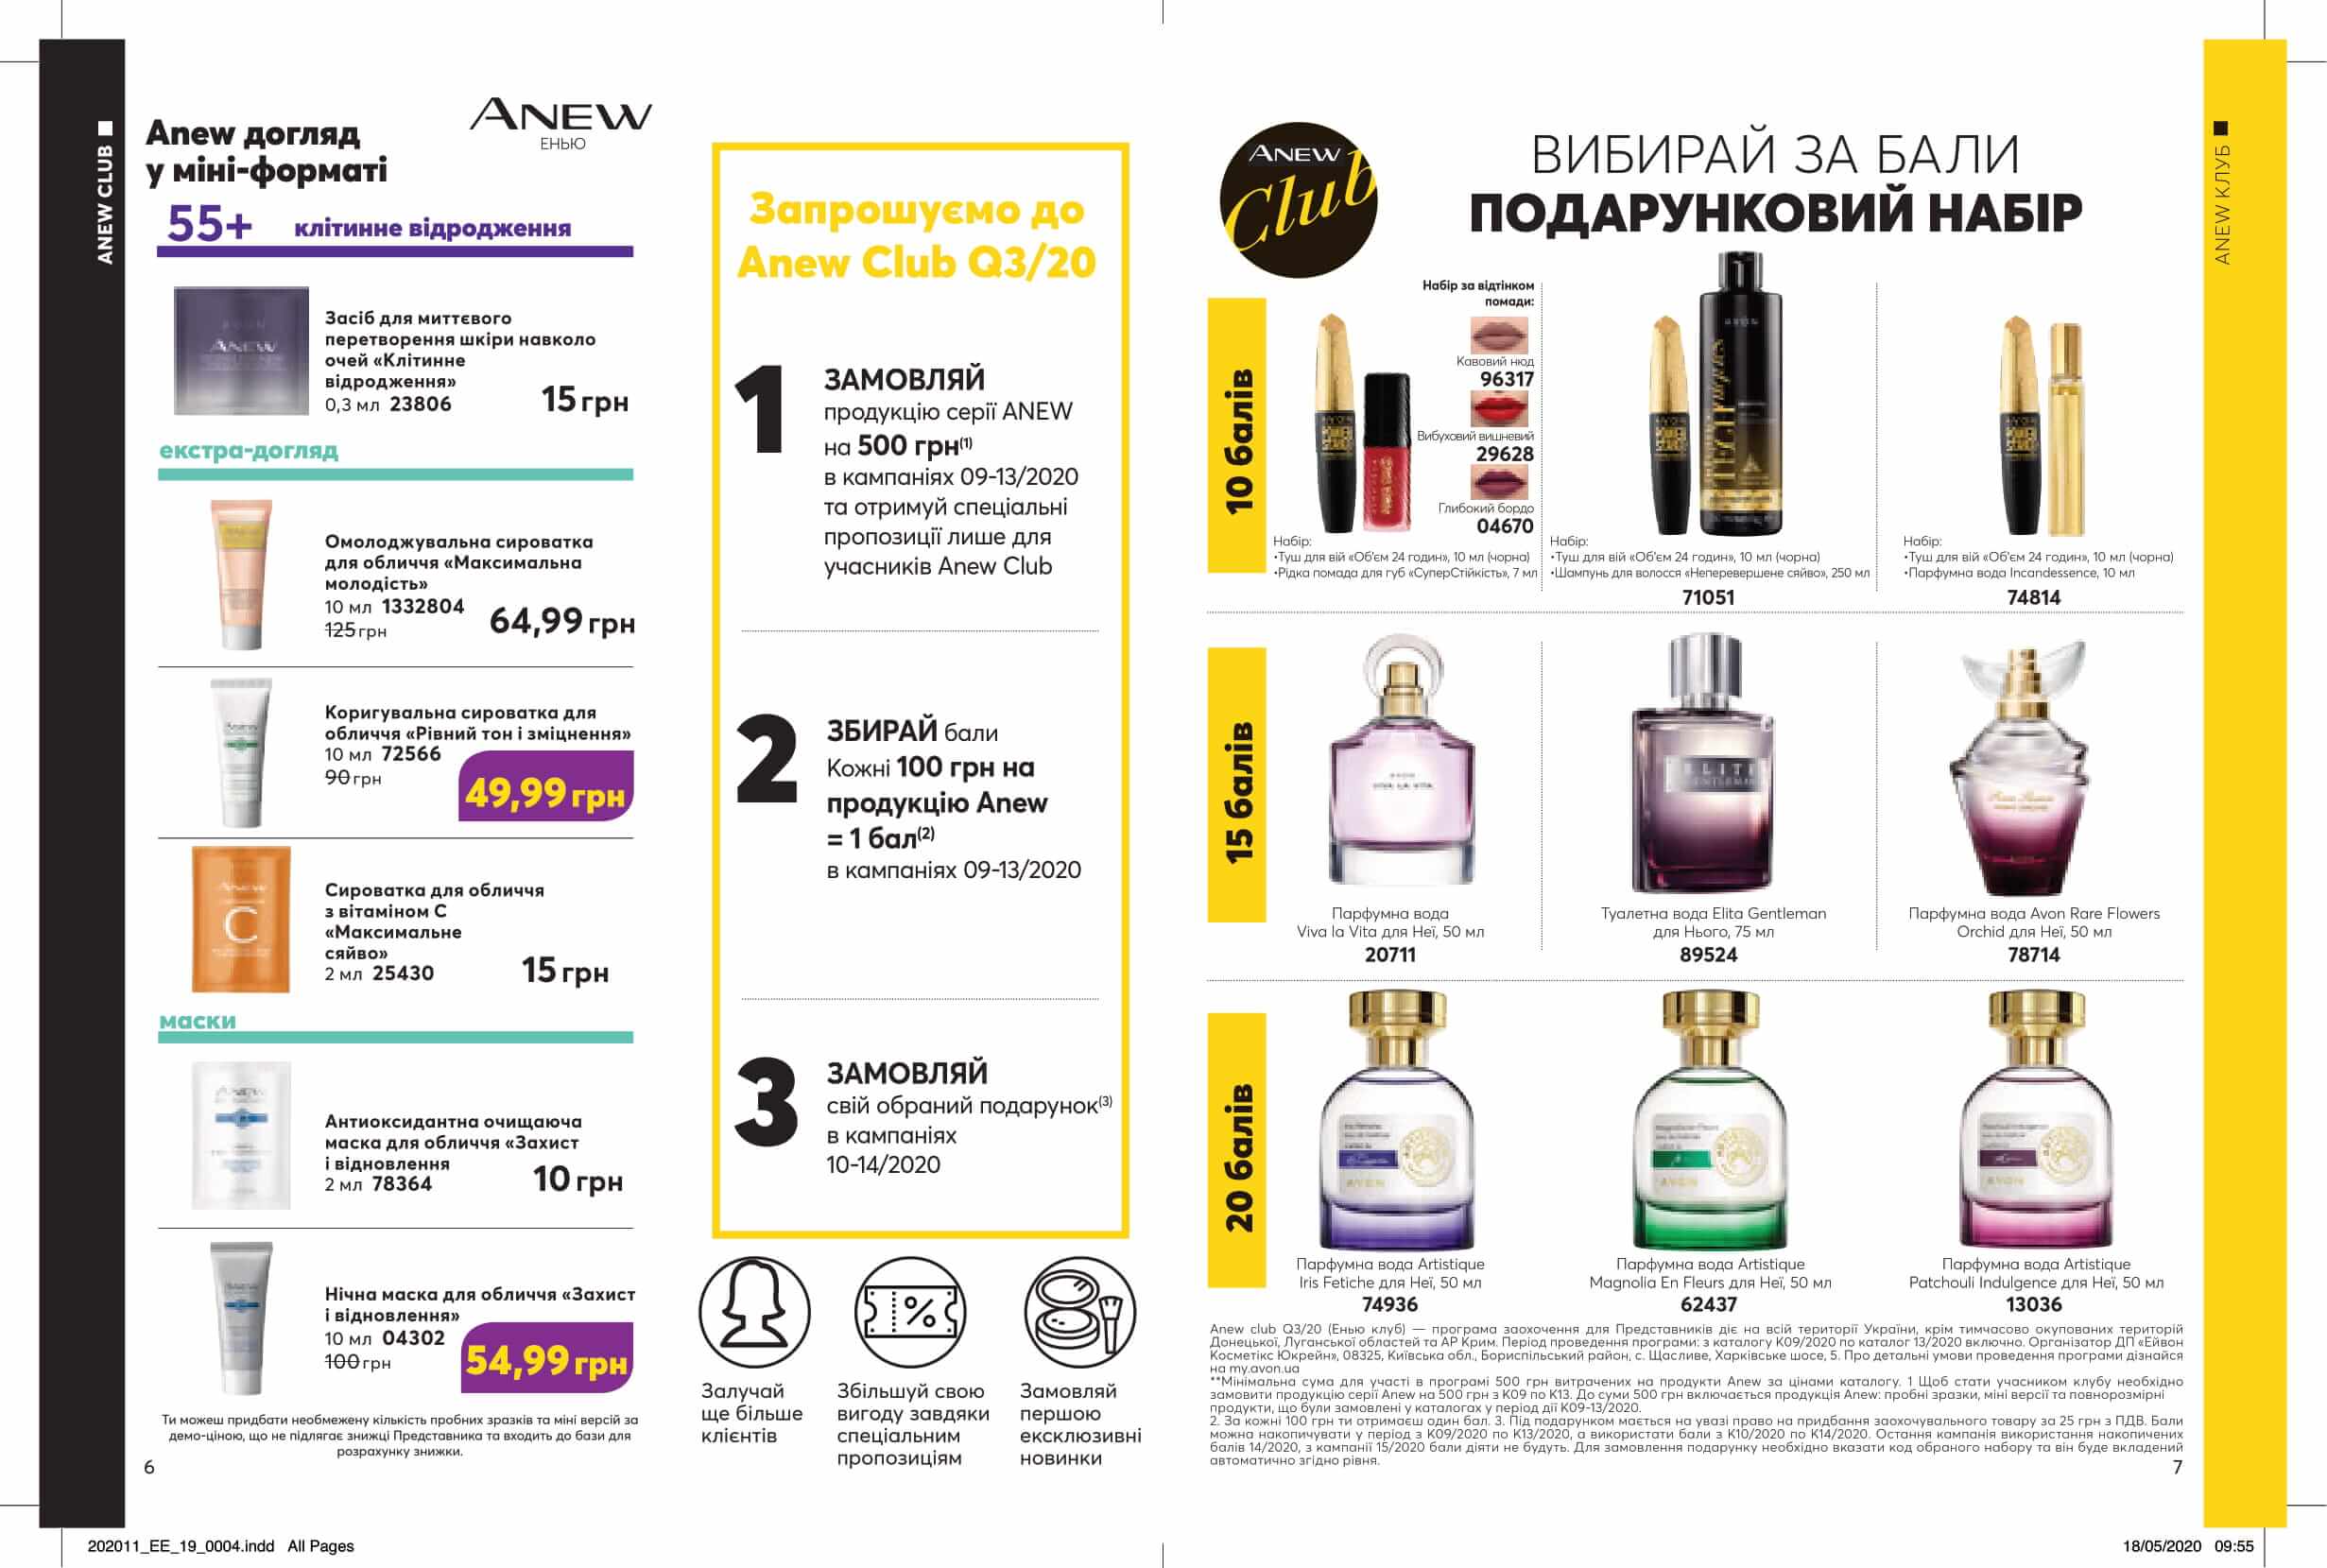 ANEW CLUB
Anew догляд
у міні-форматі
ANEW
ЕНЬЮ
55+ клітинне відродження
ANEW
Засіб для миттєвого
перетворення шкіри навколо
очей «Клітинне
відродження»
0,3 мл 23806
15 грн
екстра-догляд
Омолоджувальна сироватка
для обличчя «Максимальна
молодість»
10 мл 1332804
125 грн
64,99 грн
Коригувальна сироватка для
обличчя «Рівний тон і зміцнення»
10 мл 72566
90 грн
49,99 грн
ANEW
C
Сироватка для обличчя
з вітаміном С
«Максимальне
сяйво»
2 мл 25430
15 грн
маски
ANEW
Антиоксидантна очищаюча
маска для обличчя «Захист
і відновлення
2 мл 78364
10 грн
Нічна маска для обличчя «Захист
і відновлення»
10 мл 04302
100 грн
54,99 грн
Ти можеш придбати необмежену кількість пробних зразків та міні версій за
демо-ціною, що не підлягає знижці Представника та входить до бази для
розрахунку знижки.
6
Запрошуємо до
Anew Club Q3/20
1
ЗАМОВЛЯЙ
продукцію серії ANEW
на 500 грн(1)
в кампаніях 09-13/2020
та отримуй спеціальні
пропозиції лише для
учасників Anew Club
2
ЗБИРАЙ бали
Кожні 100 грн на
продукцію Anew
= 1 бал(2)
в кампаніях 09-13/2020
3
ЗАМОВЛЯЙ
свій обраний подарунок(3)
в кампаніях
10-14/2020
%
Залучай
ще більше
клієнтів
Збільшуй свою
вигоду завдяки
спеціальним
пропозиціям
Замовляй
першою
ексклюзивні
новинки
ANEW
Club
ВИБИРАЙ ЗА БАЛИ
ПОДАРУНКОВИЙ НАБІР
ANEW КЛУБ
10 балів
Набір за відтінком
помади:
Кавовий нюд
96317
Вибуховий вишневий
29628
Глибокий бордо
04670
Набір:
•Туш для вій «Об'єм 24 годин», 10 мл (чорна)
•Рідка помада для губ «СуперСтійкість», 7 мл
Набір:
•Туш для вій «Об'єм 24 годин», 10 мл (чорна)
•Шампунь для волосся «Неперевершене сяйво», 250 мл
71051
Набір:
•Туш для вій «Об'єм 24 годин», 10 мл (чорна)
•Парфумна вода Incandessence, 10 мл
74814
15 балів
VIVA LA VITA
Парфумна вода
Viva la Vita для Неї, 50 мл
20711
Туалетна вода Elita Gentleman
для Нього, 75 мл
89524
Парфумна вода Avon Rare Flowers
Orchid для Неї, 50 мл
78714
20 балів
AVON
Парфумна вода Artistique
Iris Fetiche для Неї, 50 мл
74936
AVON
Парфумна вода Artistique
Magnolia En Fleurs для Неї, 50 мл
62437
AVON
Парфумна вода Artistique
Patchouli Indulgence для Неї, 50 мл
13036
Anew club Q3/20 (Енью клуб) — програма заохочення для Представників діє на всій території України, крім тимчасово окупованих територій
Донецької, Луганської областей та АР Крим. Період проведення програми: з каталогу К09/2020 по каталог 13/2020 включно. Організатор ДП «Ейвон
Косметікс Юкрейн», 08325, Київська обл., Бориспільський район, с. Щасливе, Харківське шосе, 5. Про детальні умови проведення програми дізнайся
на my.avon.ua
**Мінімальна сума для участі в програмі 500 грн витрачених на продукти Anew за цінами каталогу. 1 Щоб стати учасником клубу необхідно
замовити продукцію серії Anew на 500 грн з К09 по К13. До суми 500 грн включається продукція Anew: пробні зразки, міні версії та повнорозмірні
продукти, що були замовлені у каталогах у період дії К09-13/2020.
2. За кожні 100 грн ти отримаєш один бал. 3. Під подарунком мається на увазі право на придбання заохочувального товару за 25 грн з ПДВ. Бали
можна накопичувати у період з К09/2020 по К13/2020, а використати бали з К10/2020 по К14/2020. Остання кампанія використання накопичених
балів 14/2020, з кампанії 15/2020 бали діяти не будуть. Для замовлення подарунку необхідно вказати код обраного набору та він буде вкладений
автоматично згідно рівня.
7
202011_EE_19_0004.indd All Pages
18/05/2020 09:55